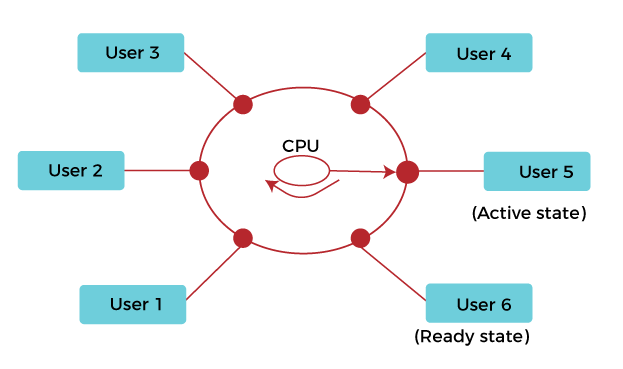 User 3
User 4
CPU
User 2
User 5
(Active state)
User 1
User 6
(Ready state)